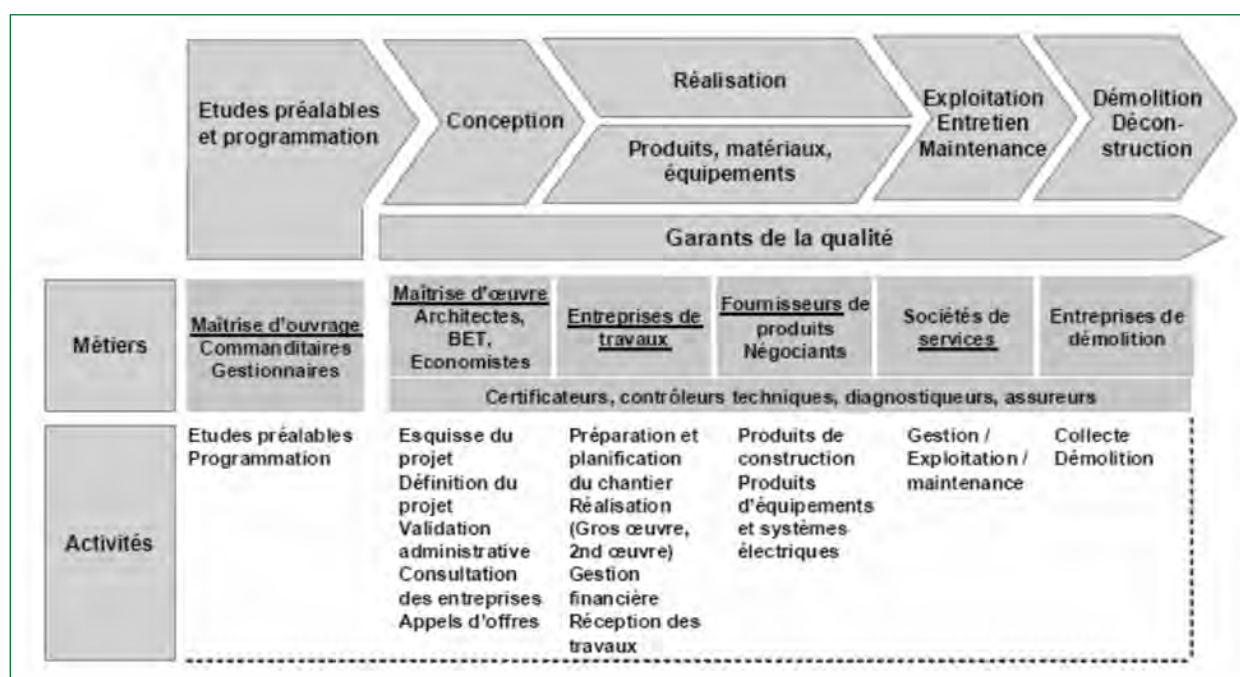 Etudes préalables
et programmation
Conception
Réalisation
Produits, matériaux,
équipements
Exploitation
Entretien
Maintenance
Démolition
Décon-
struction
Garants de la qualité
Mètiers
Maîtrise d'ouvrage
Commanditaires
Gestionnaires
Maîtrise d'œuvre
Architectes,
BET,
Economistes
Entreprises de
travaux
Fournisseurs de
produits
Négociants
Sociétés de
services
Entreprises de
démolition
Certificateurs, contrôleurs techniques, diagnostiqueurs, assureurs
Activités
Etudes préalables
Programmation
Esquisse du
projet
Définition du
projet
Validation
administrative
Consultation
des entreprises
Appels d'offres
Préparation et
planification
du chantier
Réalisation
(Gros œuvre,
2nd œuvre)
Gestion
financière
Réception des
travaux
Produits de
construction
Produits
d'équipements
et systèmes
électriques
Gestion /
Exploitation /
maintenance
Collecte
Démolition